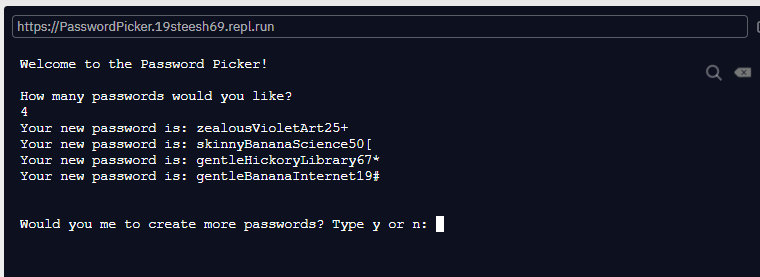 https://PasswordPicker.19steesh69.repl.run
Welcome to the Password Picker!
How many passwords would you like?
4
Your new password is: zealousVioletArt25+
Your new password is: skinnyBananaScience50[
Your new password is: gentleHickoryLibrary67*
Your new password is: gentleBananaInternet19#
Would you me to create more passwords? Type y or n: